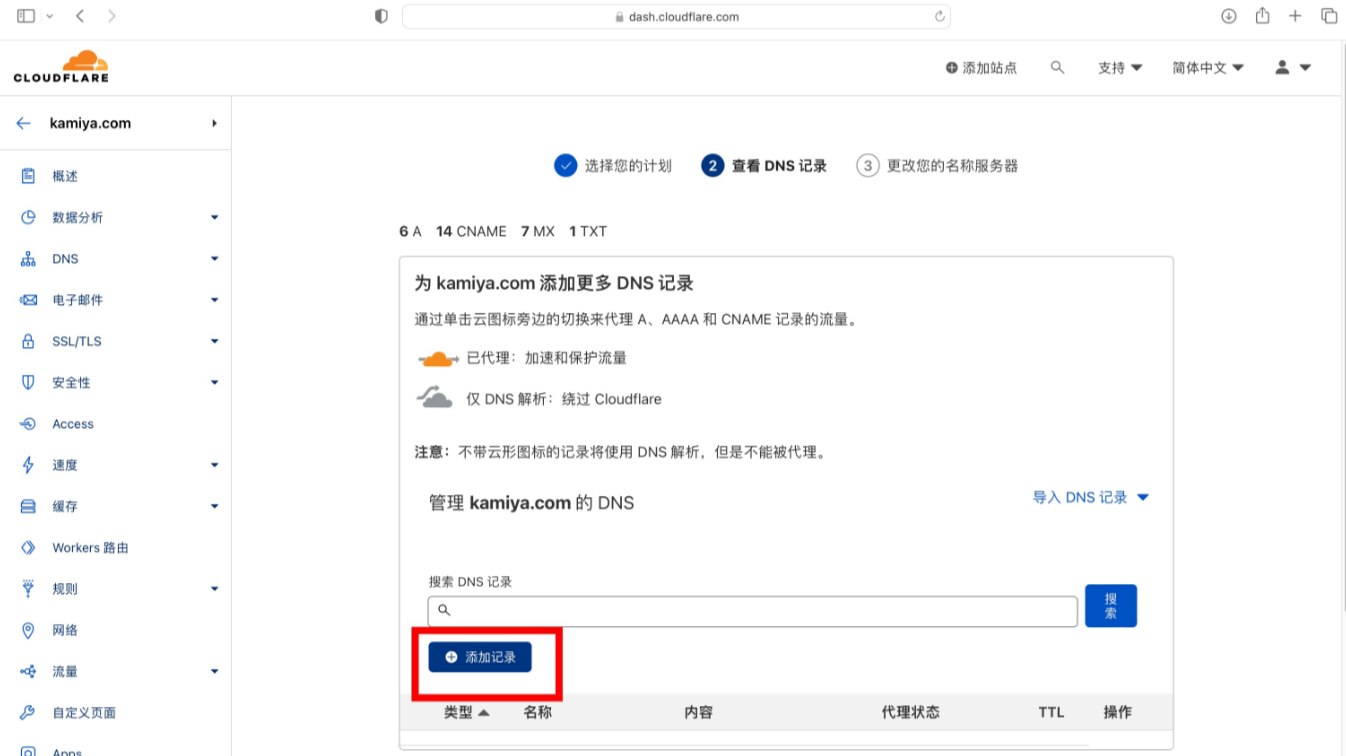 dash.cloudflare.com
CLOUDFLARE
添加站点
支持
简体中文
kamiya.com
选择您的计划
2 查看 DNS 记录
3 更改您的名称服务器
概述
数据分析
DNS
电子邮件
SSL/TLS
安全性
Access
速度
缓存
Workers 路由
规则
网络
流量
自定义页面
Apps
6 A 14 CNAME 7 MX 1 TXT
为 kamiya.com 添加更多 DNS 记录
通过单击云图标旁边的切换来代理 A、AAAA 和 CNAME 记录的流量。
已代理：加速和保护流量
仅 DNS 解析：绕过 Cloudflare
注意：不带云形图标的记录将使用 DNS 解析，但是不能被代理。
管理 kamiya.com 的 DNS
导入 DNS 记录
搜索 DNS 记录
搜
索
添加记录
类型 名称 内容 代理状态 TTL 操作